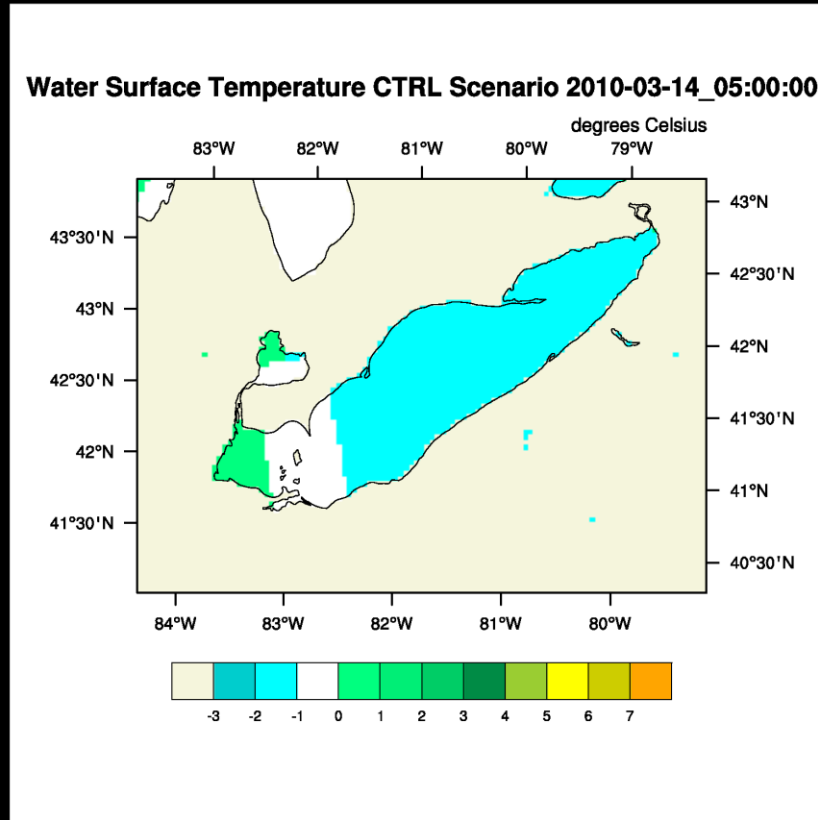 Water Surface Temperature CTRL Scenario 2010-03-14_05:00:00
degrees Celsius
83°W 82°W 81°W 80°W 79°W
43°N
43°30'N
42°30'N
43°N
42°N
42°30'N
41°30'N
42°N
41°N
41°30'N
40°30'N
84°W 83°W 82°W 81°W 80°W
-3 -2 -1 0 1 2 3 4 5 6 7